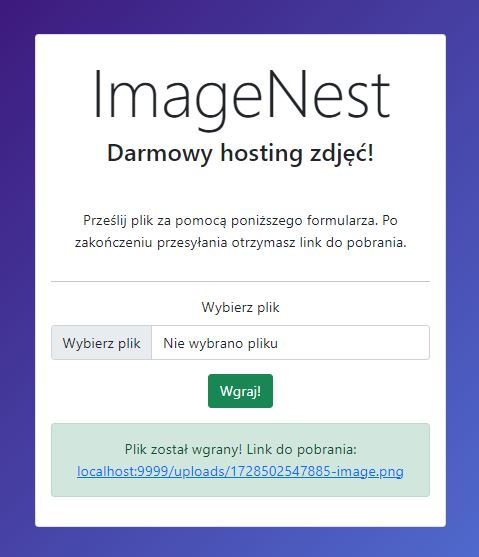 ImageNest
Darmowy hosting zdjęć!
Prześlij plik za pomocą poniższego formularza. Po
zakończeniu przesyłania otrzymasz link do pobrania.
Wybierz plik
Wybierz plik Nie wybrano pliku
Wgraj!
Plik został wgrany! Link do pobrania:
localhost:9999/uploads/1728502547885-image.png